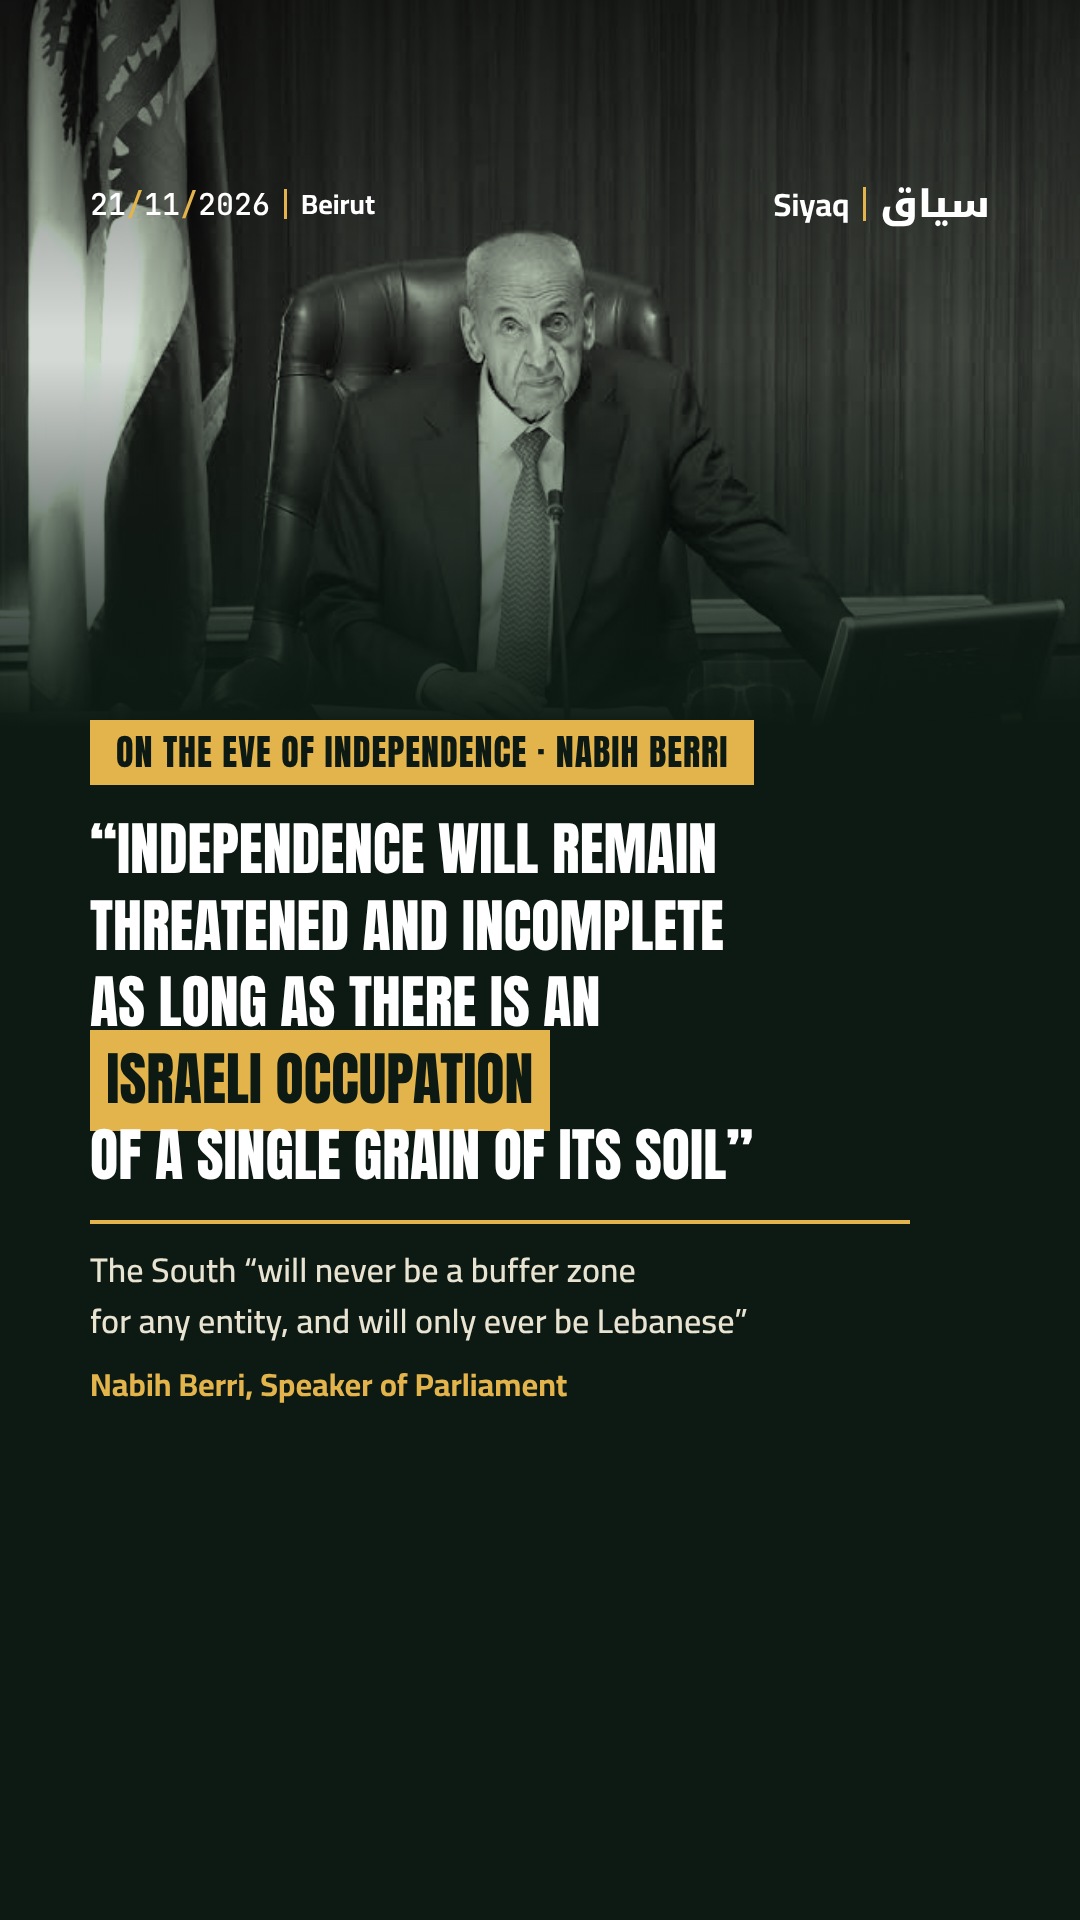 21/11/2026 | Beirut
Siyaq | سياق
ON THE EVE OF INDEPENDENCE · NABIH BERRI
“INDEPENDENCE WILL REMAIN
THREATENED AND INCOMPLETE
AS LONG AS THERE IS AN
ISRAELI OCCUPATION
OF A SINGLE GRAIN OF ITS SOIL”
The South “will never be a buffer zone
for any entity, and will only ever be Lebanese”
Nabih Berri, Speaker of Parliament